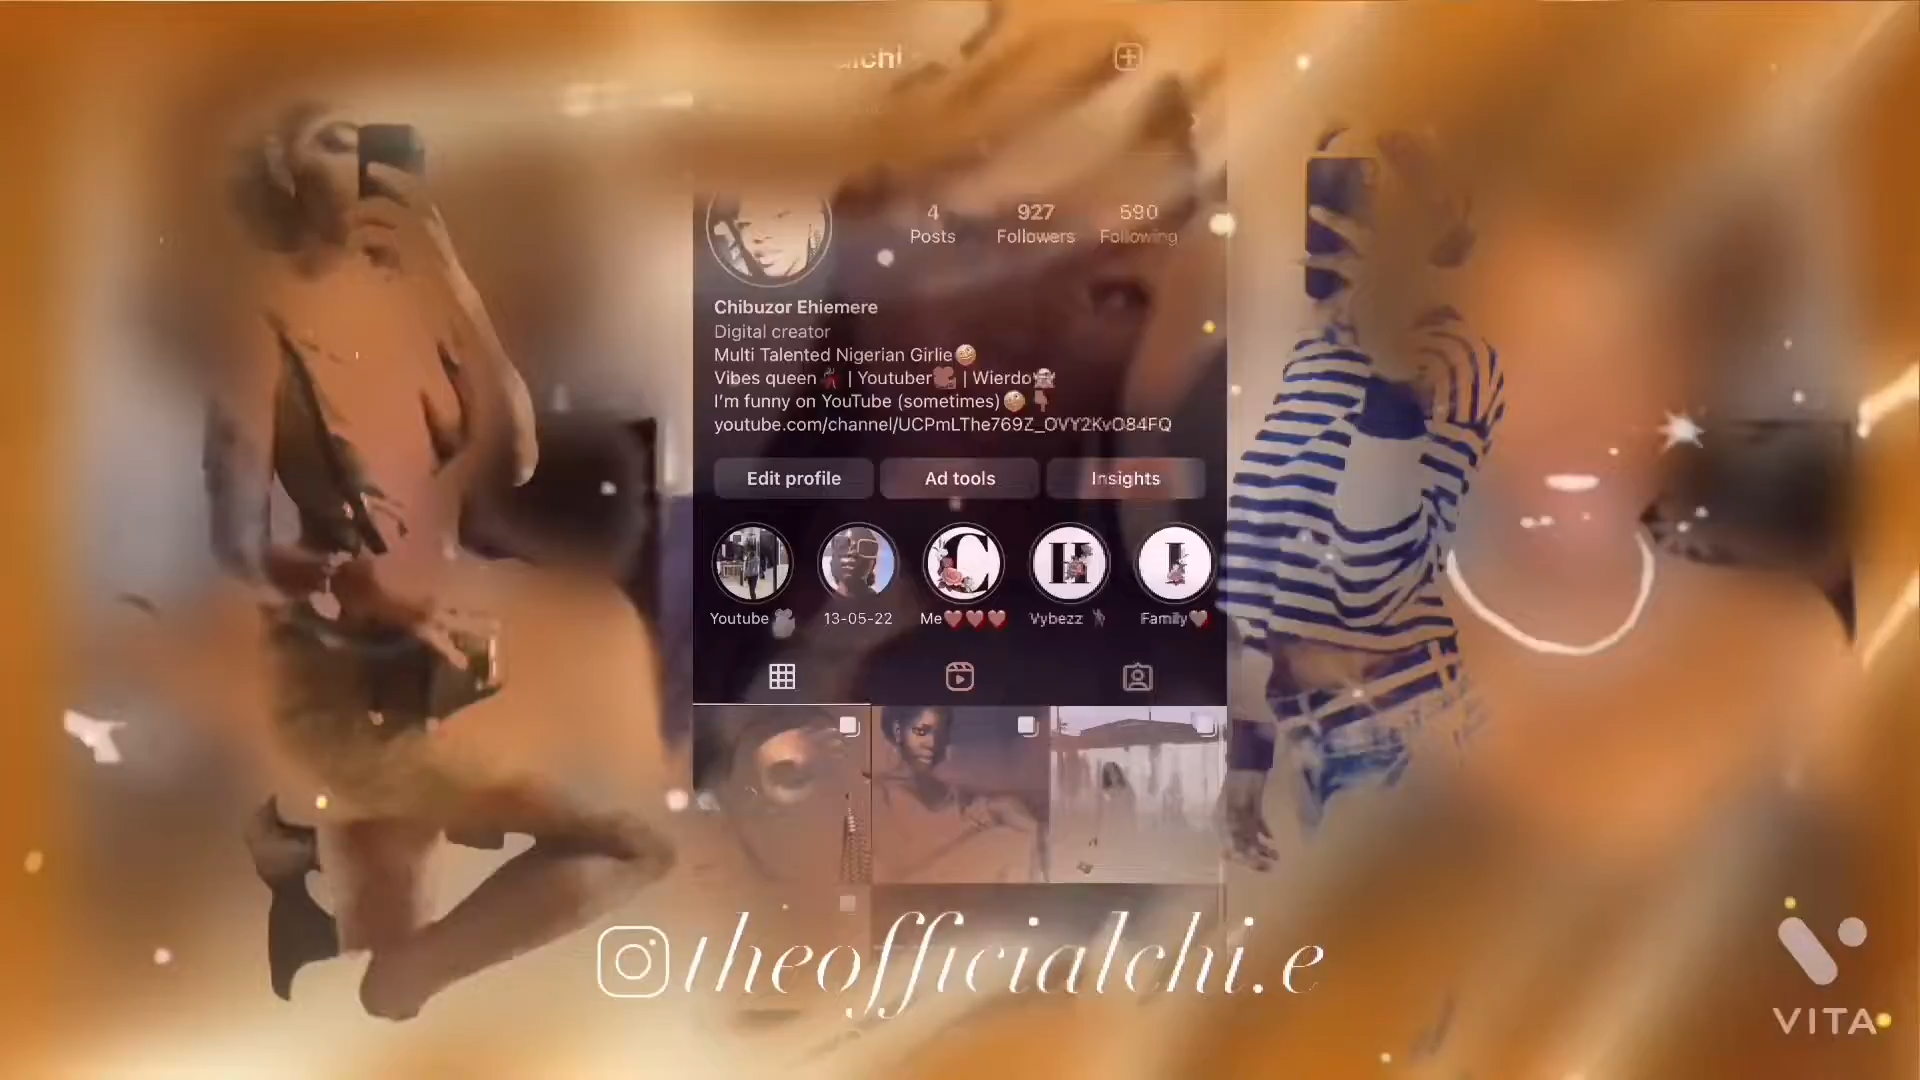 4 927 590
Posts Followers Following
Chibuzor Ehiemere
Digital creator
Multi Talented Nigerian Girlie🤪
Vibes queen💃 | Youtuber🎥 | Wierdo👰
I'm funny on YouTube (sometimes)🤪👇
youtube.com/channel/UCPmLThe769Z_OVY2KvO84FQ
Edit profile Ad tools Insights
C H I
Youtube🎥 13-05-22 Me❤️❤️❤️ Vybezz🕺 Family❤️
theofficialchi.e
VITA